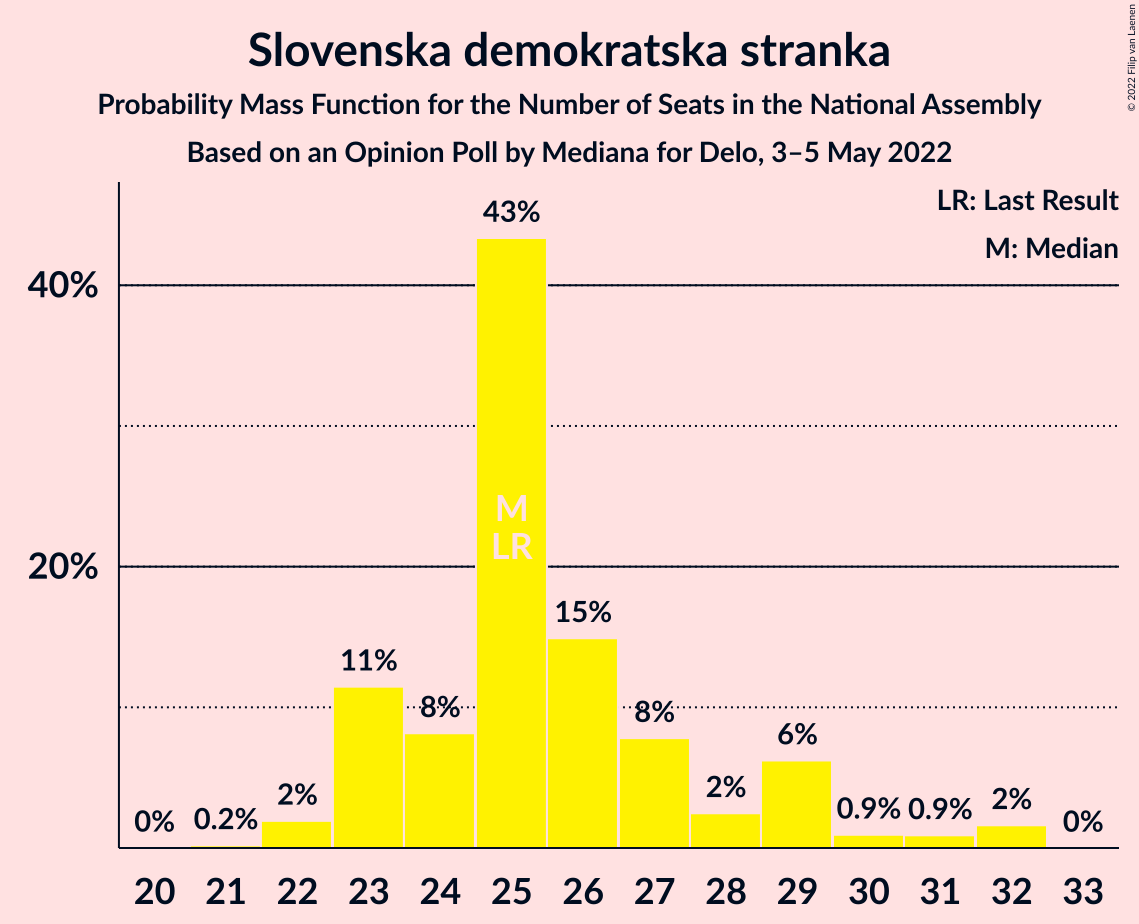 Slovenska demokratska stranka
Probability Mass Function for the Number of Seats in the National Assembly
Based on an Opinion Poll by Mediana for Delo, 3–5 May 2022
© 2022 Filip van Laenen
LR: Last Result
M: Median
40%
20%
0%
0.2%
2%
11%
8%
43%
M
LR
15%
8%
2%
6%
0.9%
0.9%
2%
0%
20 21 22 23 24 25 26 27 28 29 30 31 32 33